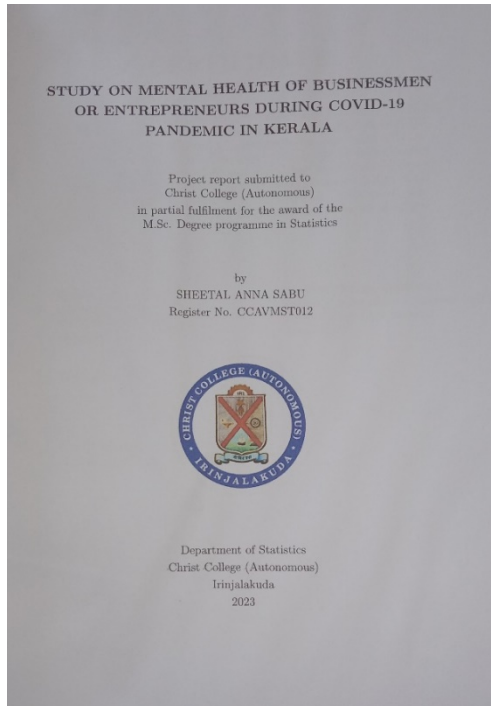 STUDY ON MENTAL HEALTH OF BUSINESSMEN
OR ENTREPRENEURS DURING COVID-19
PANDEMIC IN KERALA
Project report submitted to
Christ College (Autonomous)
in partial fulfilment for the award of the
M.Sc. Degree programme in Statistics
by
SHEETAL ANNA SABU
Register No. CCAVMST012
CHRIST COLLEGE (AUTONOMOUS)
IRINJALAKUDA
Department of Statistics
Christ College (Autonomous)
Irinjalakuda
2023